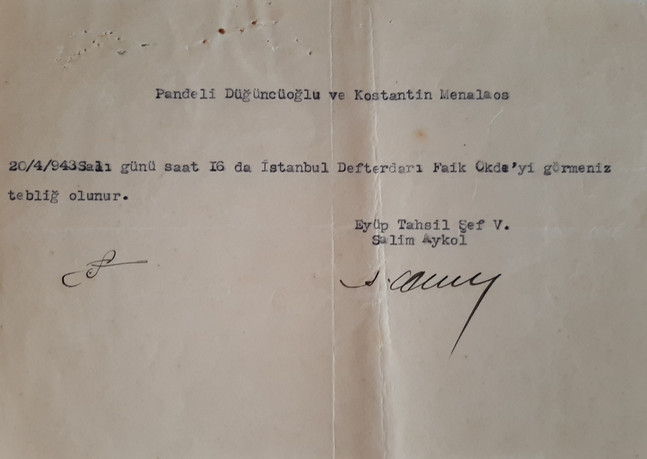 Pandeli Düğüncüoğlu ve Kostantin Menalaos
20/4/943Salı günü saat I6 da İstanbul Defterdarı Faik Ökde'yi görmeniz
tebliğ olunur.
Eyüp Tahsil Şef V.
Salim Aykol